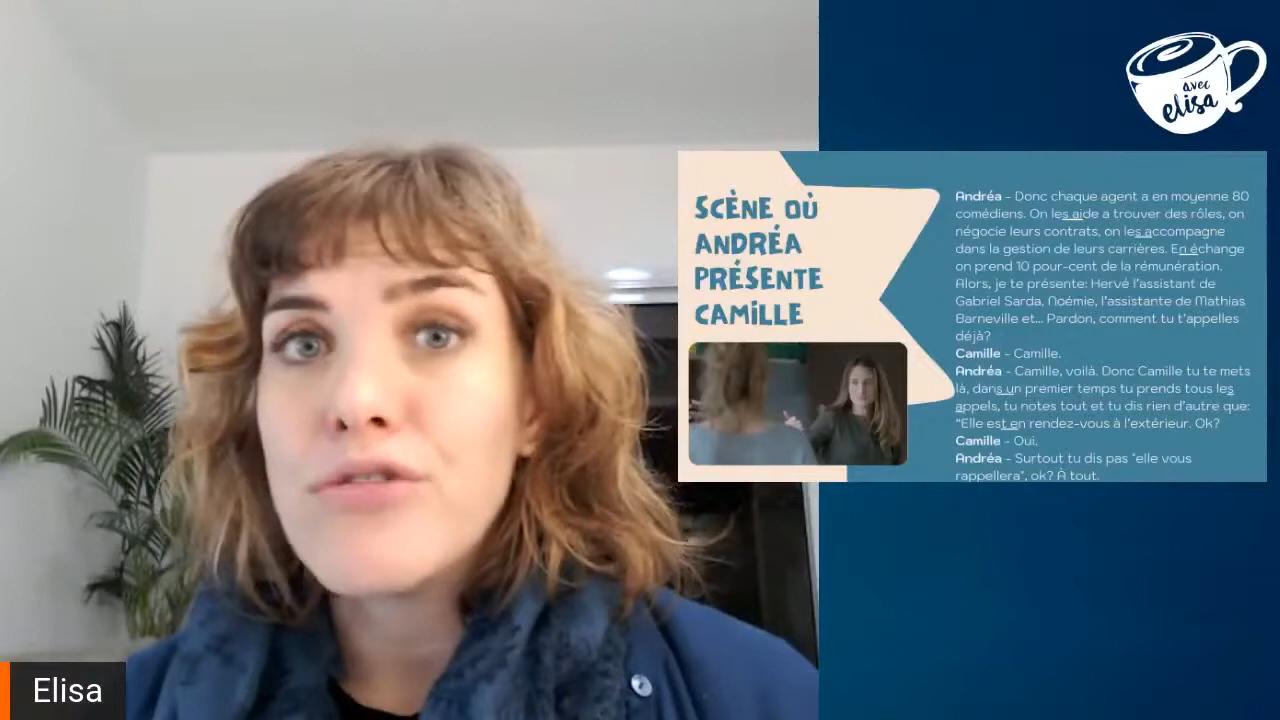 avec
elisa
SCÈNE OÙ
ANDRÉA
PRÉSENTE
CAMILLE
Andréa - Donc chaque agent a en moyenne 80
comédiens. On les aide a trouver des rôles, on
négocie leurs contrats, on les accompagne
dans la gestion de leurs carrières. En échange
on prend 10 pour-cent de la rémunération.
Alors, je te présente: Hervé l'assistant de
Gabriel Sarda, Noémie, l'assistante de Mathias
Barneville et... Pardon, comment tu t'appelles
déjà?
Camille - Camille.
Andréa - Camille, voilà. Donc Camille tu te mets
là, dans un premier temps tu prends tous les
appels, tu notes tout et tu dis rien d'autre que:
"Elle est en rendez-vous à l'extérieur. Ok?
Camille - Oui.
Andréa - Surtout tu dis pas "elle vous
rappellera", ok? À tout.
Elisa